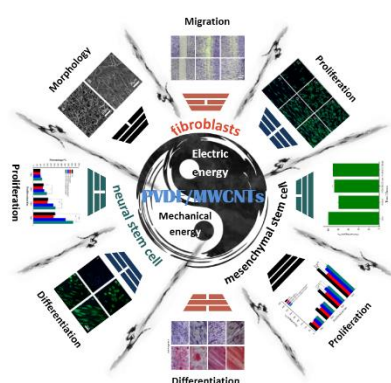 Migration
Morphology
Proliferation
fibroblasts
Electric
energy
PVDF/MWCNTs
Mechanical
energy
neural stem cell
mesenchymal stem cell
Proliferation
Differentiation
Differentiation
Proliferation